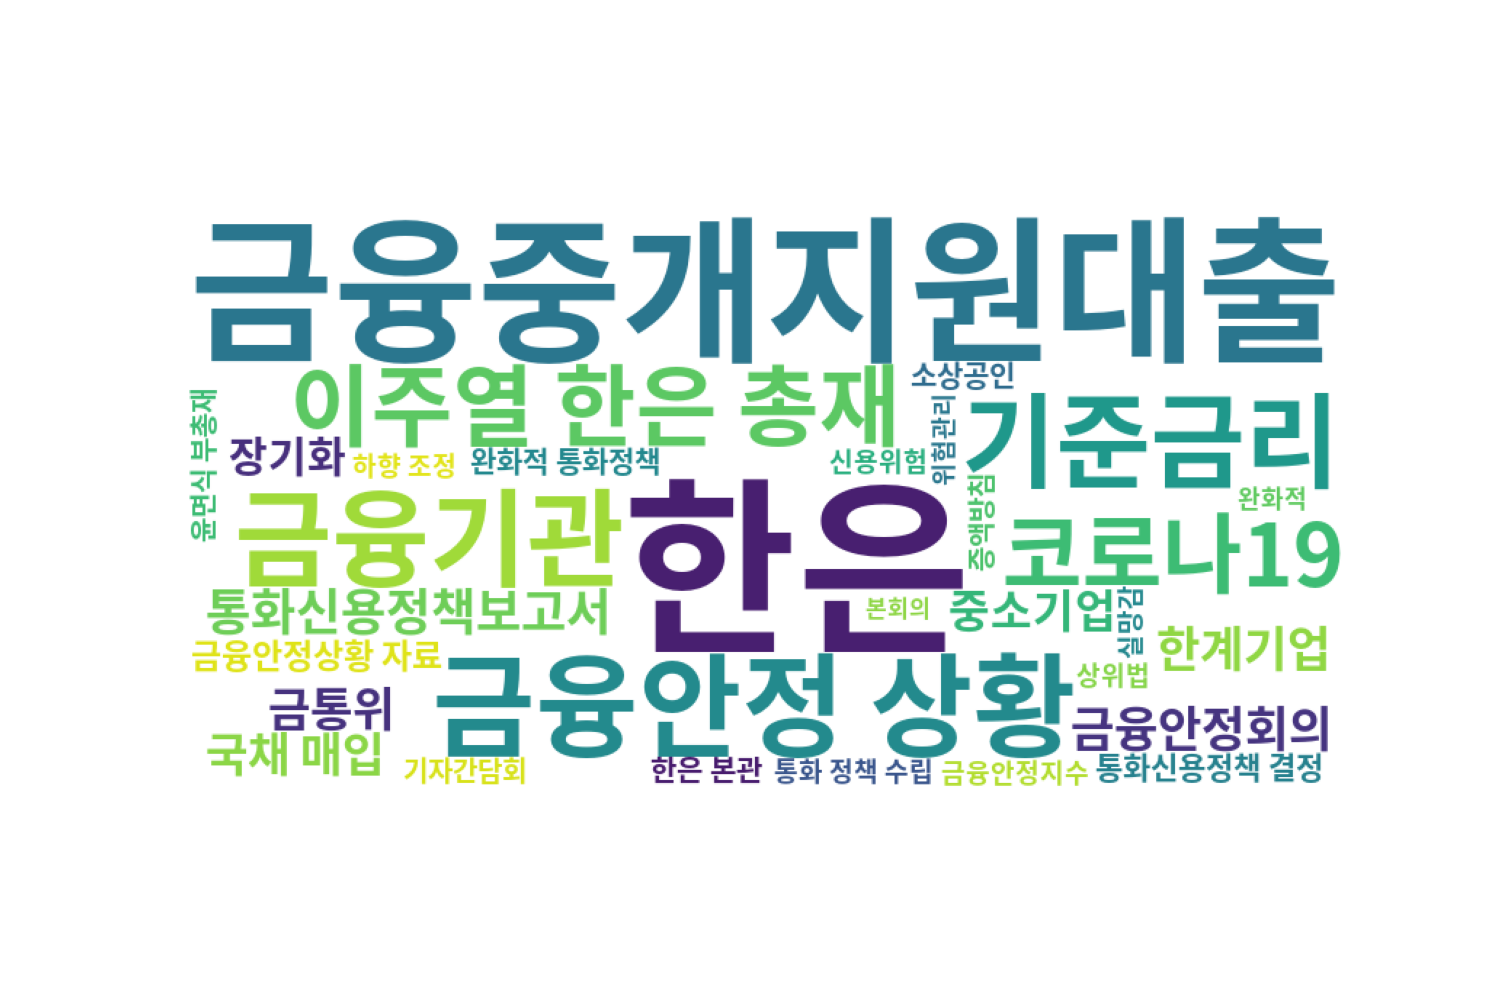 금융중개지원대출
이주열 한은 총재
소상공인
기준금리
윤면식 부총재
장기화
하향 조정
완화적 통화정책
신용위험
위험관리
완화적
금융기관
한은
증액방침
코로나19
통화신용정책보고서
본회의
중소기업
실망감
한계기업
금융안정상황 자료
금융안정 상황
상위법
금통위
금융안정회의
국채 매입
기자간담회
한은 본관
통화 정책 수립
금융안정지수
통화신용정책 결정